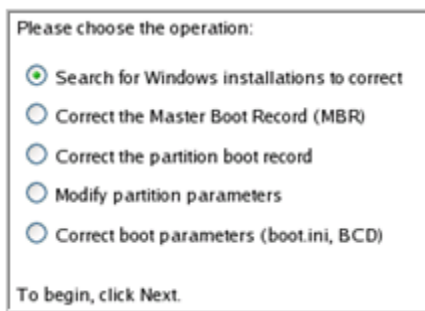 Please choose the operation:
Search for Windows installations to correct
Correct the Master Boot Record (MBR)
Correct the partition boot record
Modify partition parameters
Correct boot parameters (boot.ini, BCD)
To begin, click Next.